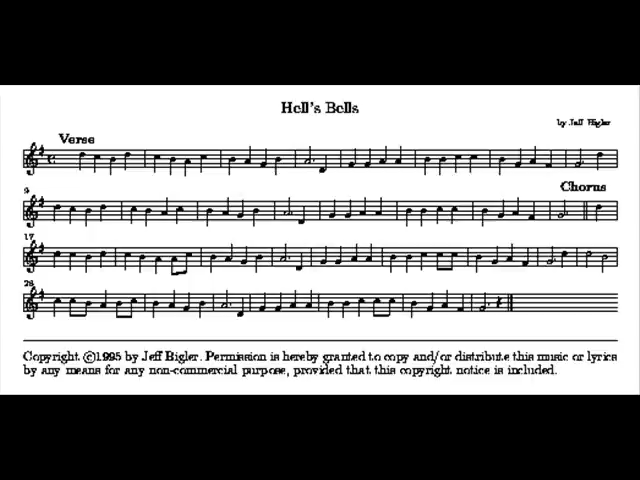 Hell's Bells
by Jeff Bigler
Verse
9
Chorus
17
Copyright ©1995 by Jeff Bigler. Permission is hereby granted to copy and/or distribute this music or lyrics
by any means for any non-commercial purpose, provided that this copyright notice is included.